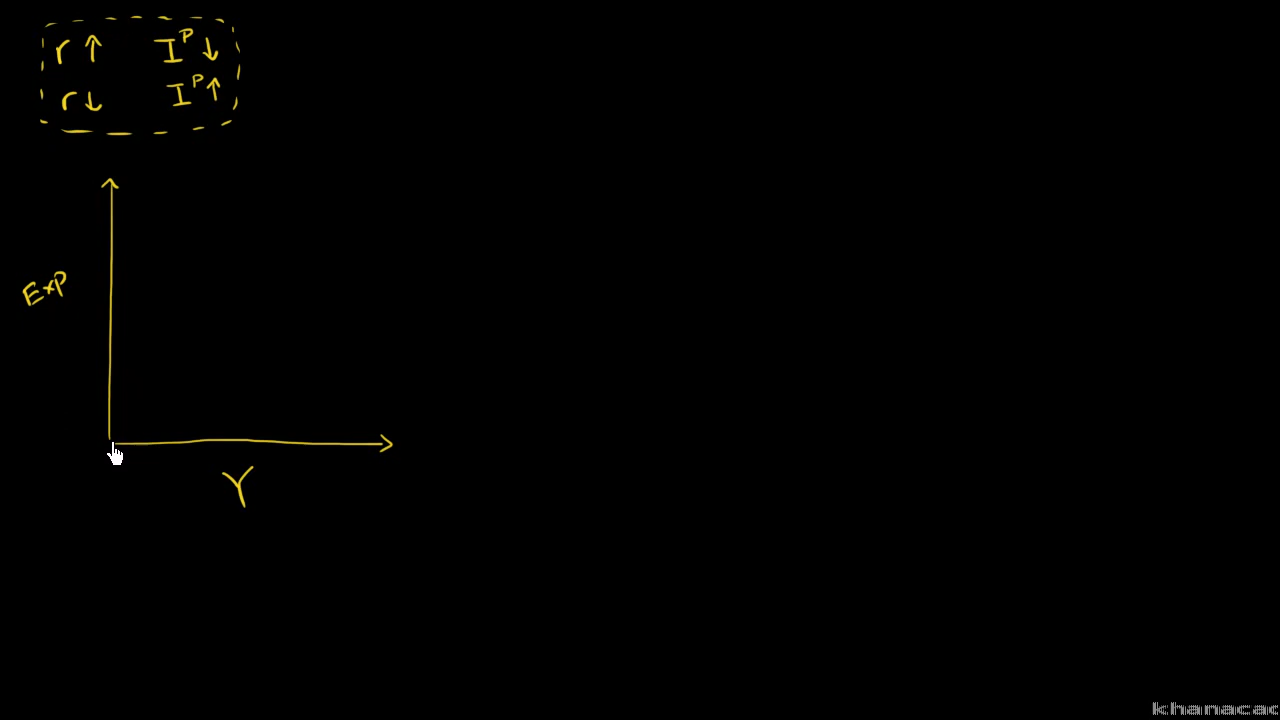 r ↑ I^P ↓
r ↓ I^P ↑
Exp
Y
khanacac